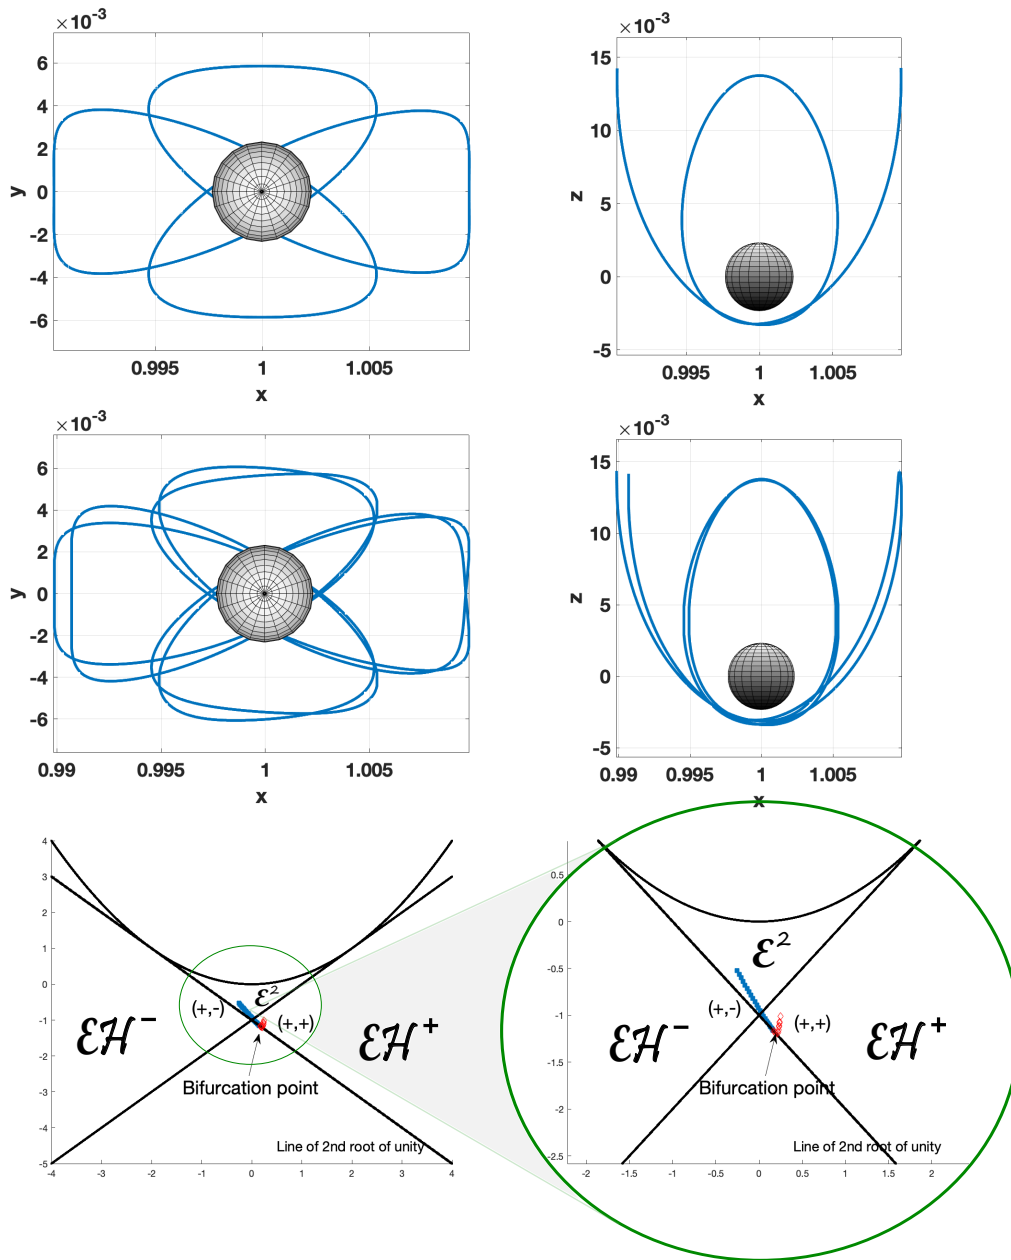 ×10⁻³
6
4
2
0
-2
-4
-6
y
0.995 1 1.005
x
×10⁻³
15
10
5
0
-5
z
0.995 1 1.005
x
×10⁻³
6
4
2
0
-2
-4
-6
y
0.99 0.995 1 1.005
x
×10⁻³
15
10
5
0
-5
z
0.99 0.995 1 1.005
x
4
3
2
1
0
-1
-2
-3
-4
-5
ℰ²
(+,-)
(+,+)
ℰℋ⁻
ℰℋ⁺
Bifurcation point
Line of 2nd root of unity
-4 -3 -2 -1 0 1 2 3 4
0.5
0
-0.5
-1
-1.5
-2
-2.5
ℰ²
(+,-)
(+,+)
ℰℋ⁻
ℰℋ⁺
Bifurcation point
Line of 2nd root of unity
-2 -1.5 -1 -0.5 0 0.5 1 1.5 2